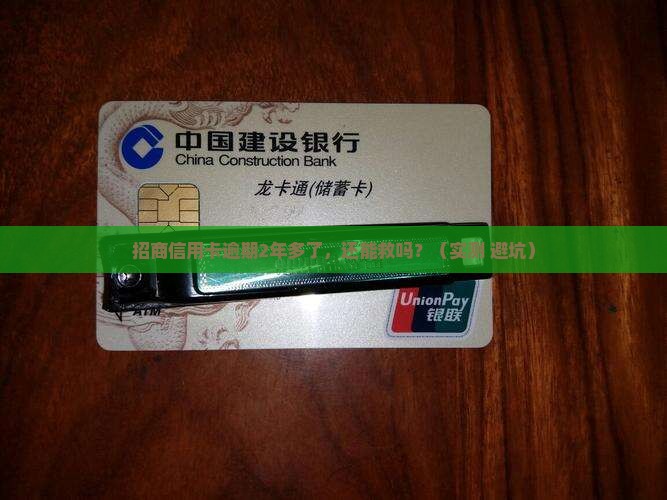 中国建设银行
China Construction Bank
龙卡通(储蓄卡)
招商信用卡逾期2年多了，还能救吗？（实测 避坑）
ATM
UnionPay
银联